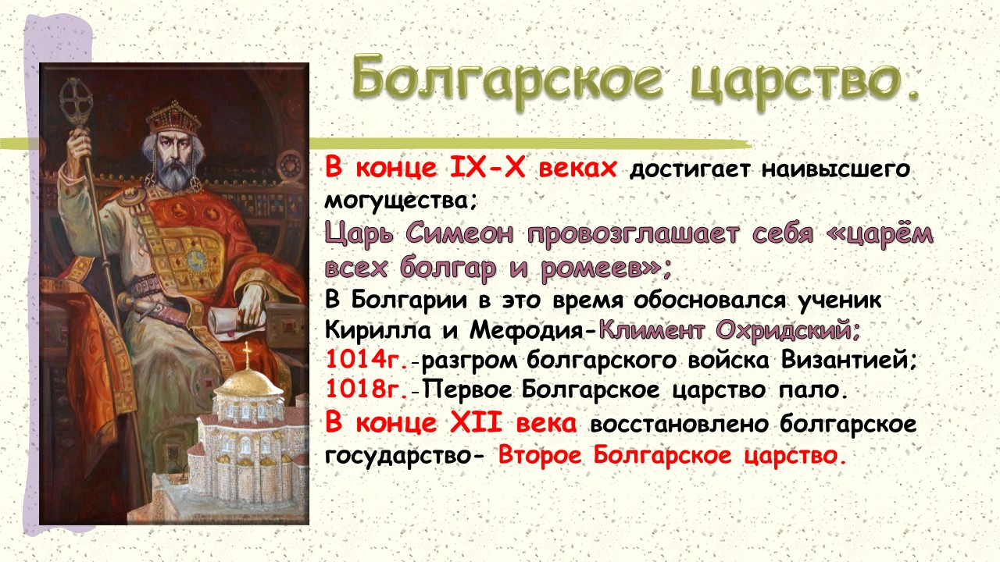 Болгарское царство.
В конце IX-X веках достигает наивысшего
могущества;
Царь Симеон провозглашает себя «царём
всех болгар и ромеев»;
В Болгарии в это время обосновался ученик
Кирилла и Мефодия-Климент Охридский;
1014г.-разгром болгарского войска Византией;
1018г.-Первое Болгарское царство пало.
В конце XII века восстановлено болгарское
государство- Второе Болгарское царство.